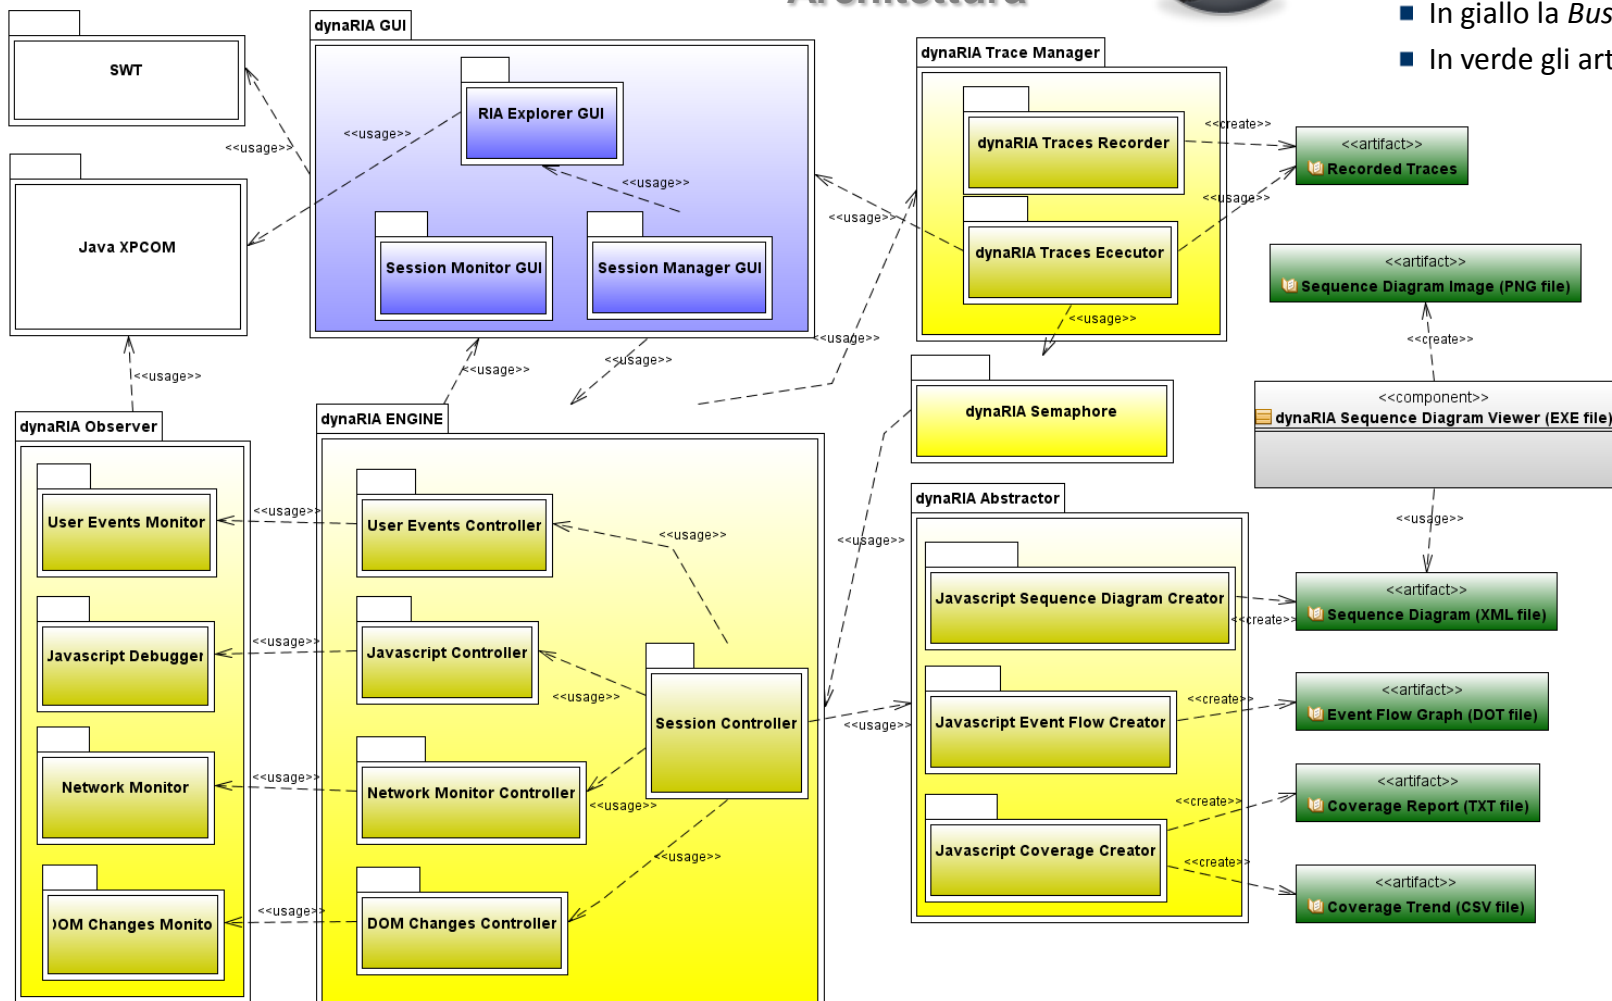 Architettura
In giallo la Bus
In verde gli art
SWT
Java XPCOM
dynaRIA GUI
RIA Explorer GUI
Session Monitor GUI
Session Manager GUI
<<usage>>
<<usage>>
<<usage>>
dynaRIA Trace Manager
dynaRIA Traces Recorder
dynaRIA Traces Ececutor
<<create>>
<<usage>>
<<usage>>
<<usage>>
<<usage>>
<<artifact>>
Recorded Traces
<<artifact>>
Sequence Diagram Image (PNG file)
<<create>>
<<component>>
dynaRIA Sequence Diagram Viewer (EXE file)
<<usage>>
<<usage>>
<<usage>>
<<usage>>
dynaRIA Semaphore
<<usage>>
dynaRIA Observer
User Events Monitor
Javascript Debugger
Network Monitor
OM Changes Monito
<<usage>>
<<usage>>
<<usage>>
<<usage>>
dynaRIA ENGINE
User Events Controller
Javascript Controller
Session Controller
Network Monitor Controller
DOM Changes Controller
<<usage>>
<<usage>>
<<usage>>
<<usage>>
<<usage>>
dynaRIA Abstractor
Javascript Sequence Diagram Creator
Javascript Event Flow Creator
Javascript Coverage Creator
<<create>>
<<create>>
<<create>>
<<create>>
<<artifact>>
Sequence Diagram (XML file)
<<artifact>>
Event Flow Graph (DOT file)
<<artifact>>
Coverage Report (TXT file)
<<artifact>>
Coverage Trend (CSV file)